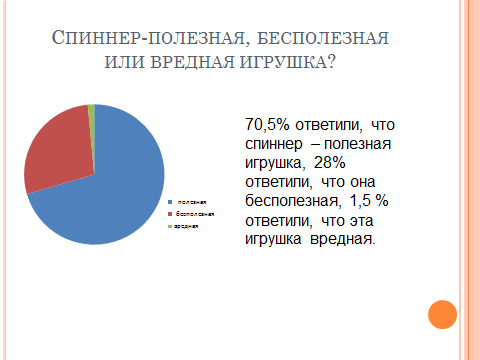 Спиннер-полезная, бесполезная
или вредная игрушка?
70,5% ответили, что
спиннер – полезная
игрушка, 28%
ответили, что она
бесполезная, 1,5 %
ответили, что эта
игрушка вредная.
полезная
бесполезная
вредная